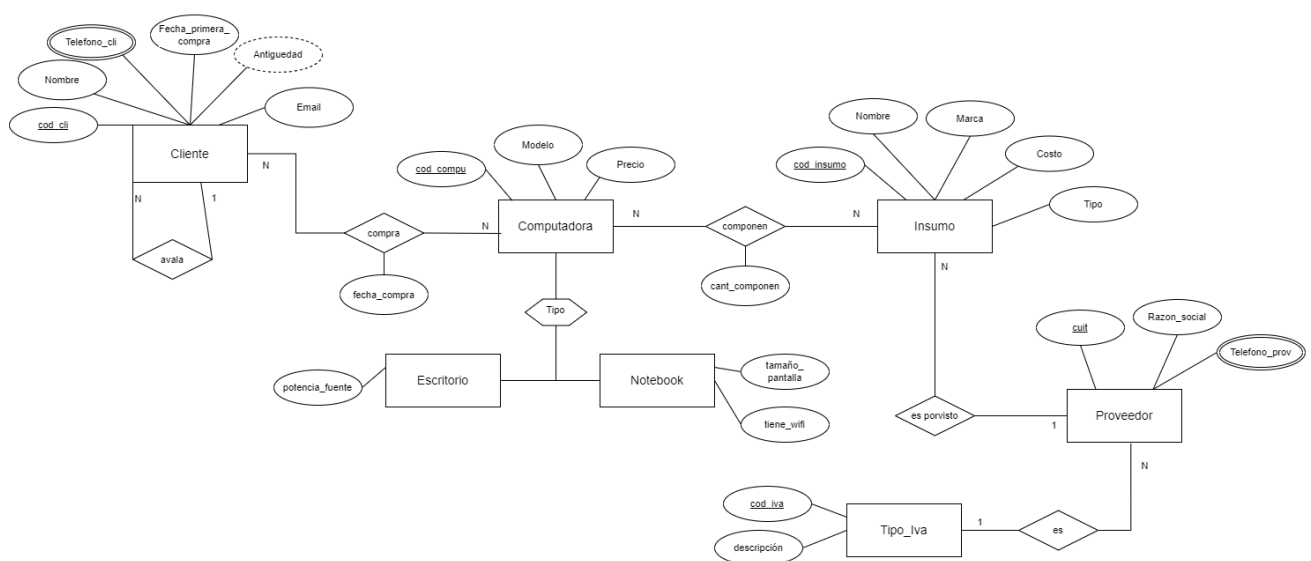 Fecha_primera_
compra
Telefono_cli
Antiguedad
Nombre
Email
cod_cli
Cliente
N
1
N
avala
compra
fecha_compra
N
Modelo
cod_compu
Precio
Computadora
N
componen
cant_componen
N
Nombre
Marca
cod_insumo
Costo
Tipo
Insumo
N
Tipo
Escritorio
potencia_fuente
Notebook
tamaño_
pantalla
tiene_wifi
es porvisto
1
cuit
Razon_social
Telefono_prov
Proveedor
N
es
1
cod_iva
Tipo_Iva
descripción